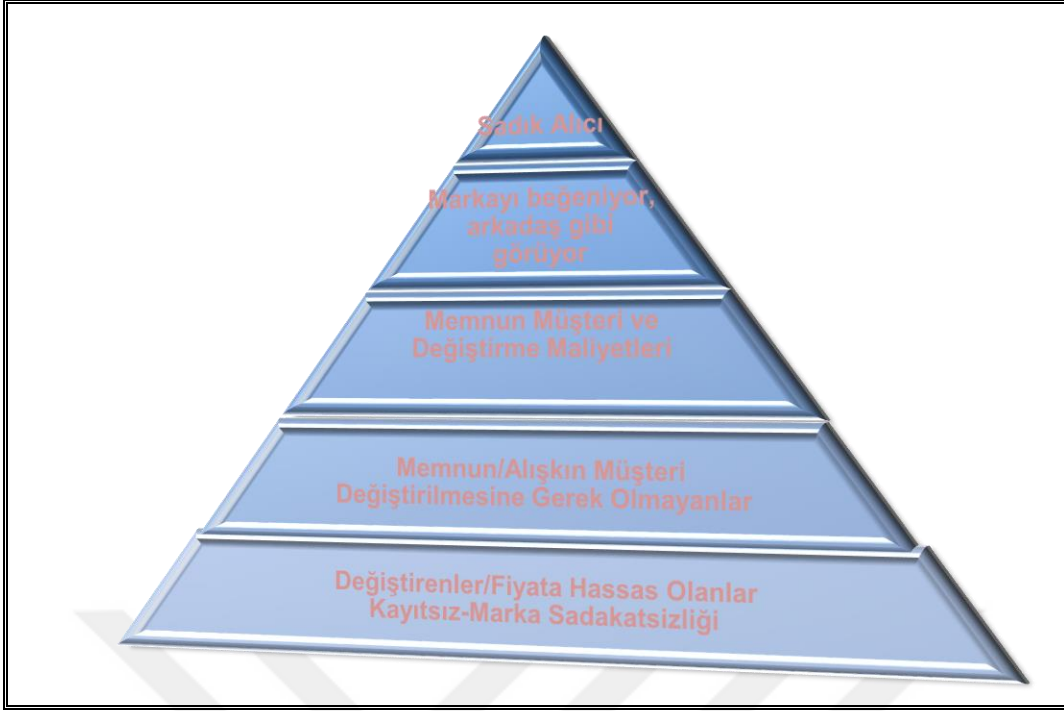 Sadık Alıcı
Markayı beğeniyor,
arkadaş gibi
görüyor
Memnun Müşteri ve
Değiştirme Maliyetleri
Memnun/Alışkın Müşteri
Değiştirilmesine Gerek Olmayanlar
Değiştirenler/Fiyata Hassas Olanlar
Kayıtsız-Marka Sadakatsizliği